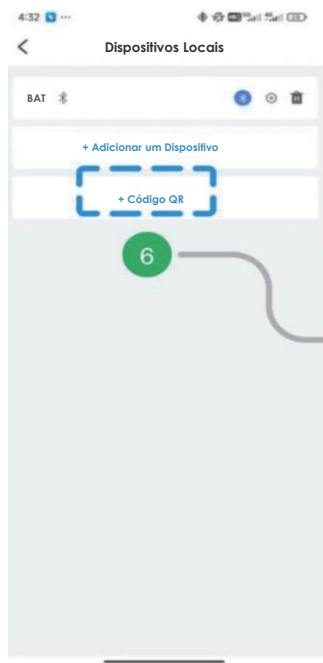 4:32
Dispositivos Locais
BAT
+ Adicionar um Dispositivo
+ Código QR
6